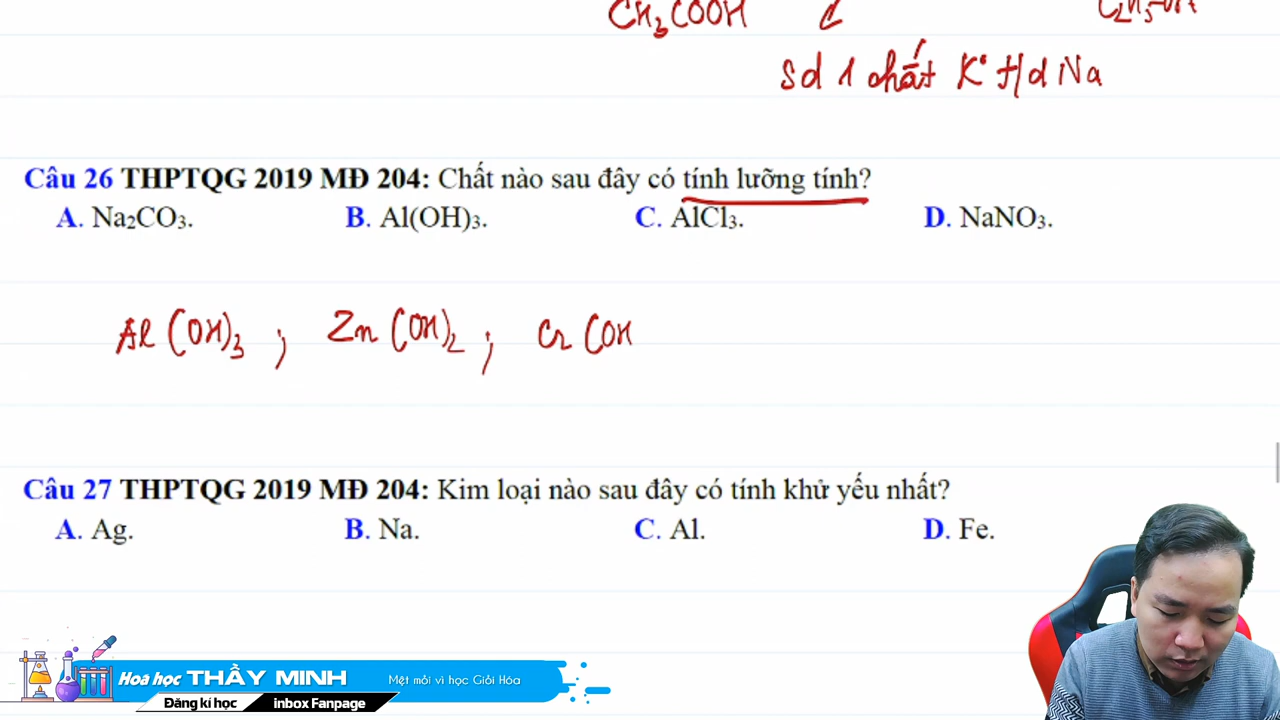 CH3COOH
Sd 1 chất K° t/d Na
Câu 26 THPTQG 2019 MĐ 204: Chất nào sau đây có tính lưỡng tính?
A. Na₂CO₃. B. Al(OH)₃. C. AlCl₃. D. NaNO₃.
Al(OH)₃ ; Zn(OH)₂ ; Cr(OH
Câu 27 THPTQG 2019 MĐ 204: Kim loại nào sau đây có tính khử yếu nhất?
A. Ag. B. Na. C. Al. D. Fe.
Hoá học THẦY MINH Mệt mỏi vì học Giỏi Hóa
Đăng kí học inbox Fanpage